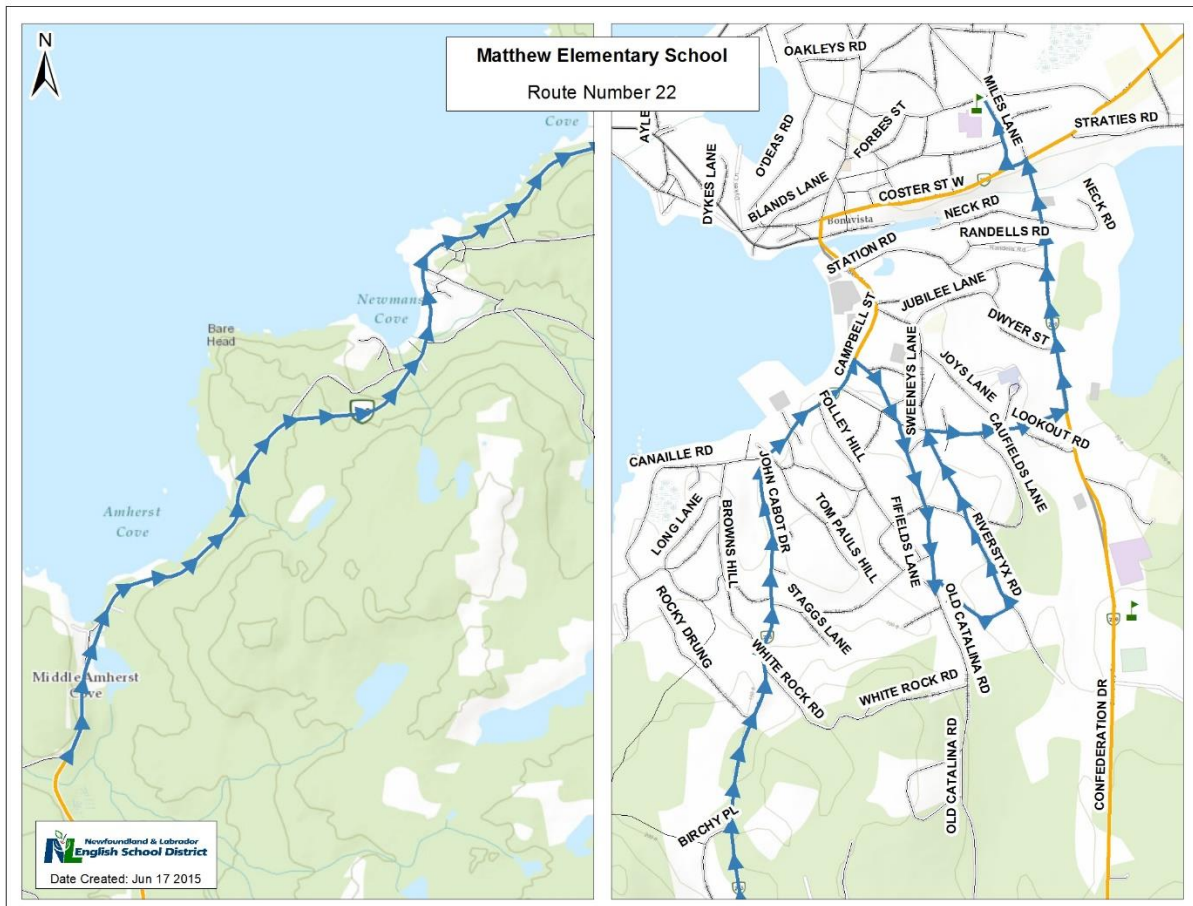 Matthew Elementary School
Route Number 22
N
Cove
Newmans
Cove
Bare
Head
Amherst
Cove
Middle Amherst
Cove
Newfoundland & Labrador
English School District
Date Created: Jun 17 2015
OAKLEYS RD
MILES LANE
STRATIES RD
AYLE
O'DEAS RD
FORBES ST
DYKES LANE
BLANDS LANE
COSTER ST W
Bonavista
NECK RD
NECK RD
RANDELLS RD
STATION RD
JUBILEE LANE
CAMPBELL ST
DWYER ST
SWEENEYS LANE
JOYS LANE
LOOKOUT RD
FOLLEY HILL
CAUFIELDS LANE
CANAILLE RD
JOHN CABOT DR
LONG LANE
BROWNS HILL
TOM PAULS HILL
FIFIELDS LANE
RIVERSTYX RD
STAGGS LANE
OLD CATALINA RD
ROCKY DRUNG
WHITE ROCK RD
WHITE ROCK RD
OLD CATALINA RD
CONFEDERATION DR
BIRCHY PL